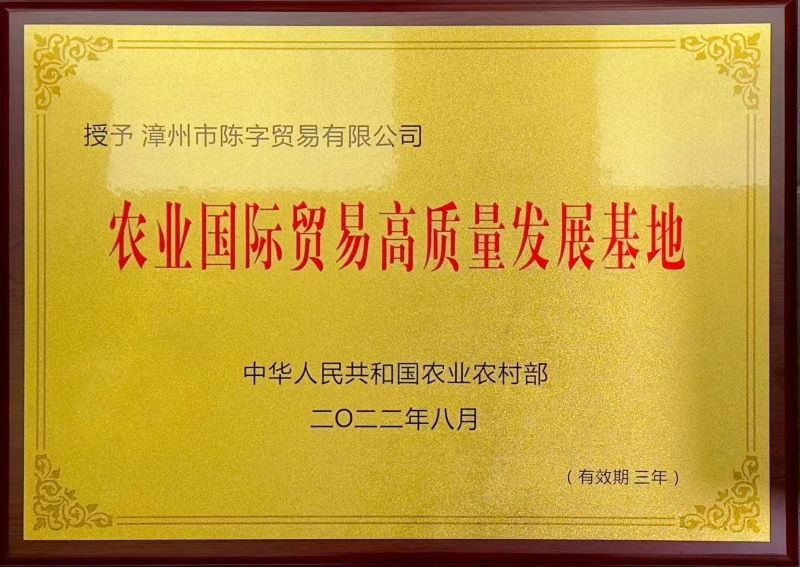 授予 漳州市陈字贸易有限公司
农业国际贸易高质量发展基地
中华人民共和国农业农村部
二〇二二年八月
（有效期 三年）